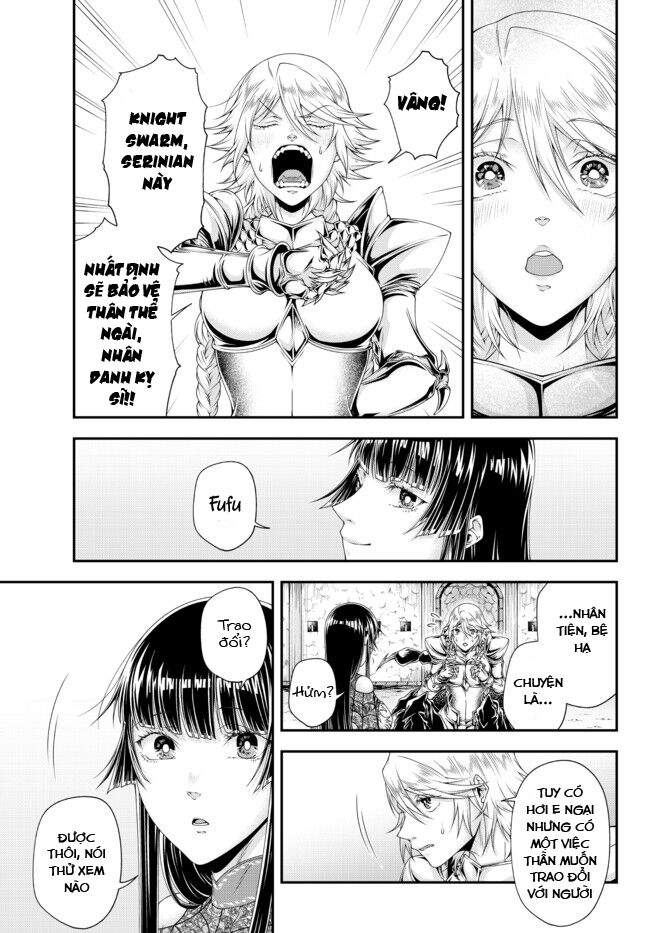 VÂNG!
KNIGHT
SWARM,
SERINIAN
NÀY
NHẤT ĐỊNH
SẼ BẢO VỆ
THÂN THỂ
NGÀI,
NHÂN
DANH KỴ
SĨ!!
Fufu
...NHÂN
TIỆN, BỆ
HẠ
CHUYỆN
LÀ...
Hửm?
TUY CÓ
HƠI E NGẠI
NHƯNG CÓ
MỘT VIỆC
THẦN MUỐN
TRAO ĐỔI
VỚI NGƯỜI
Trao
đổi?
ĐƯỢC
THÔI, NÓI
THỬ XEM
NÀO